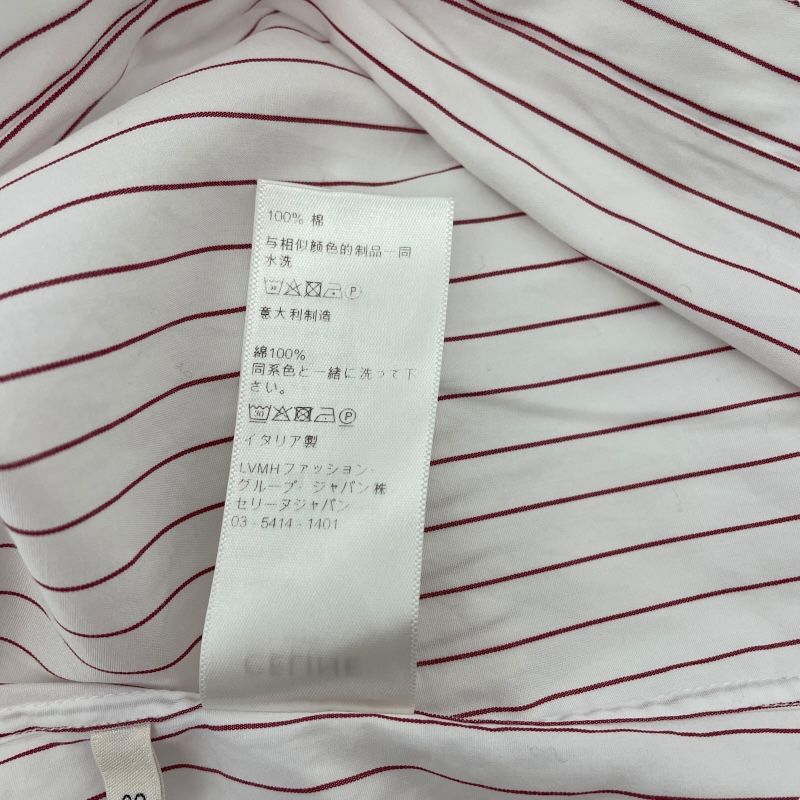 100% 棉
与相似颜色的制品一同
水洗
意大利制造
綿100%
同系色と一緒に洗って下
さい。
30
イタリア製
LVMHファッション·
グループ·ジャパン㈱
セリーヌジャパン
03-5414-1401
CELINE